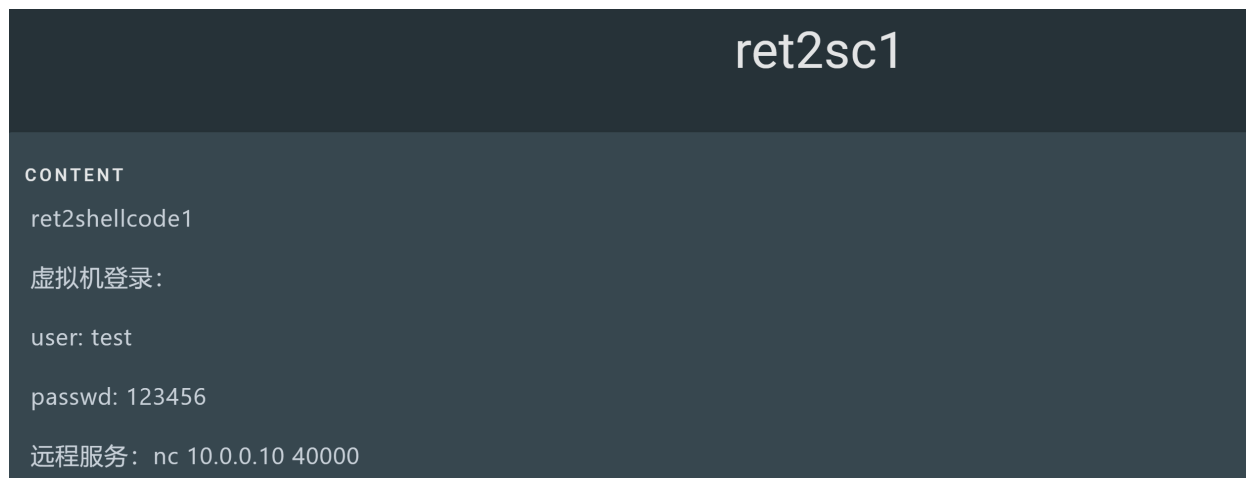 ret2sc1
CONTENT
ret2shellcode1
虚拟机登录：
user: test
passwd: 123456
远程服务：nc 10.0.0.10 40000